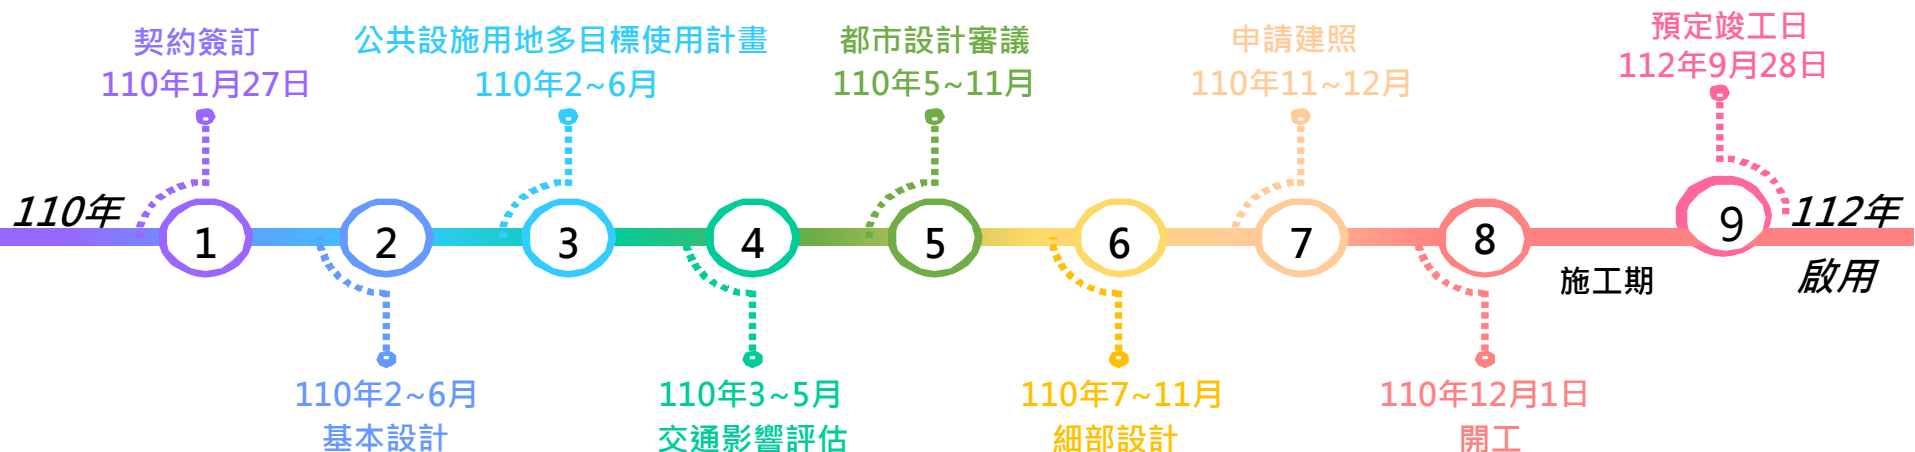 契約簽訂
110年1月27日
公共設施用地多目標使用計畫
110年2~6月
都市設計審議
110年5~11月
申請建照
110年11~12月
預定竣工日
112年9月28日
110年
1
2
3
4
5
6
7
8
9
112年
啟用
施工期
110年2~6月
基本設計
110年3~5月
交通影響評估
110年7~11月
細部設計
110年12月1日
開工